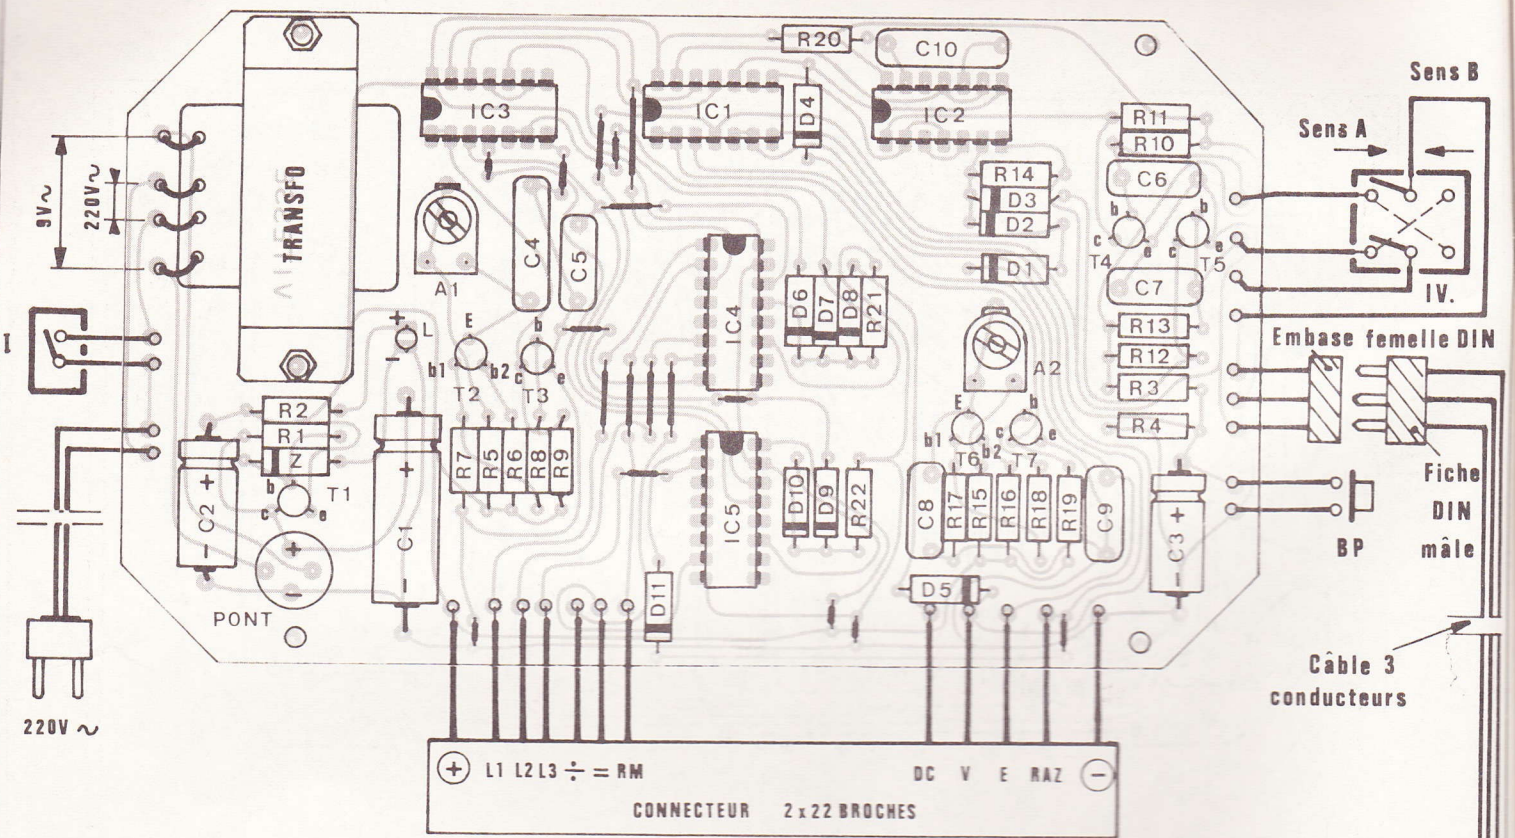 R20
C10
Sens B
IC3
IC1
D4
IC2
R11
Sens A
R10
9V~
220V~
TRANSFO
R14
C6
D3
D2
b
b
c
e
c
e
T4
T5
C4
C5
A1
D1
C7
IV.
I
+
L
-
E
b
b1
b2
c
e
T2
T3
IC4
D6
D7
D8
R21
R13
Embase femelle DIN
A2
R12
R3
R4
R2
R1
Z
b
T1
c
e
E
b
b1
c
e
T6
b2
T7
R7
R5
R6
R8
R9
+
C2
-
+
C1
-
IC5
D10
D9
R22
C8
R17
R15
R16
R18
R19
C9
+
C3
-
Fiche
DIN
mâle
BP
+
-
PONT
D11
D5
220V ~
Câble 3
conducteurs
+ L1 L2 L3 ÷ = RM DC V E RAZ -
CONNECTEUR 2x22 BROCHES